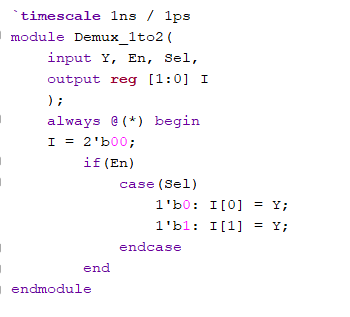 `timescale 1ns / 1ps
module Demux_1to2(
    input Y, En, Sel,
    output reg [1:0] I
    );
    always @(*) begin
    I = 2'b00;
        if(En)
            case(Sel)
                1'b0: I[0] = Y;
                1'b1: I[1] = Y;
            endcase
        end
endmodule